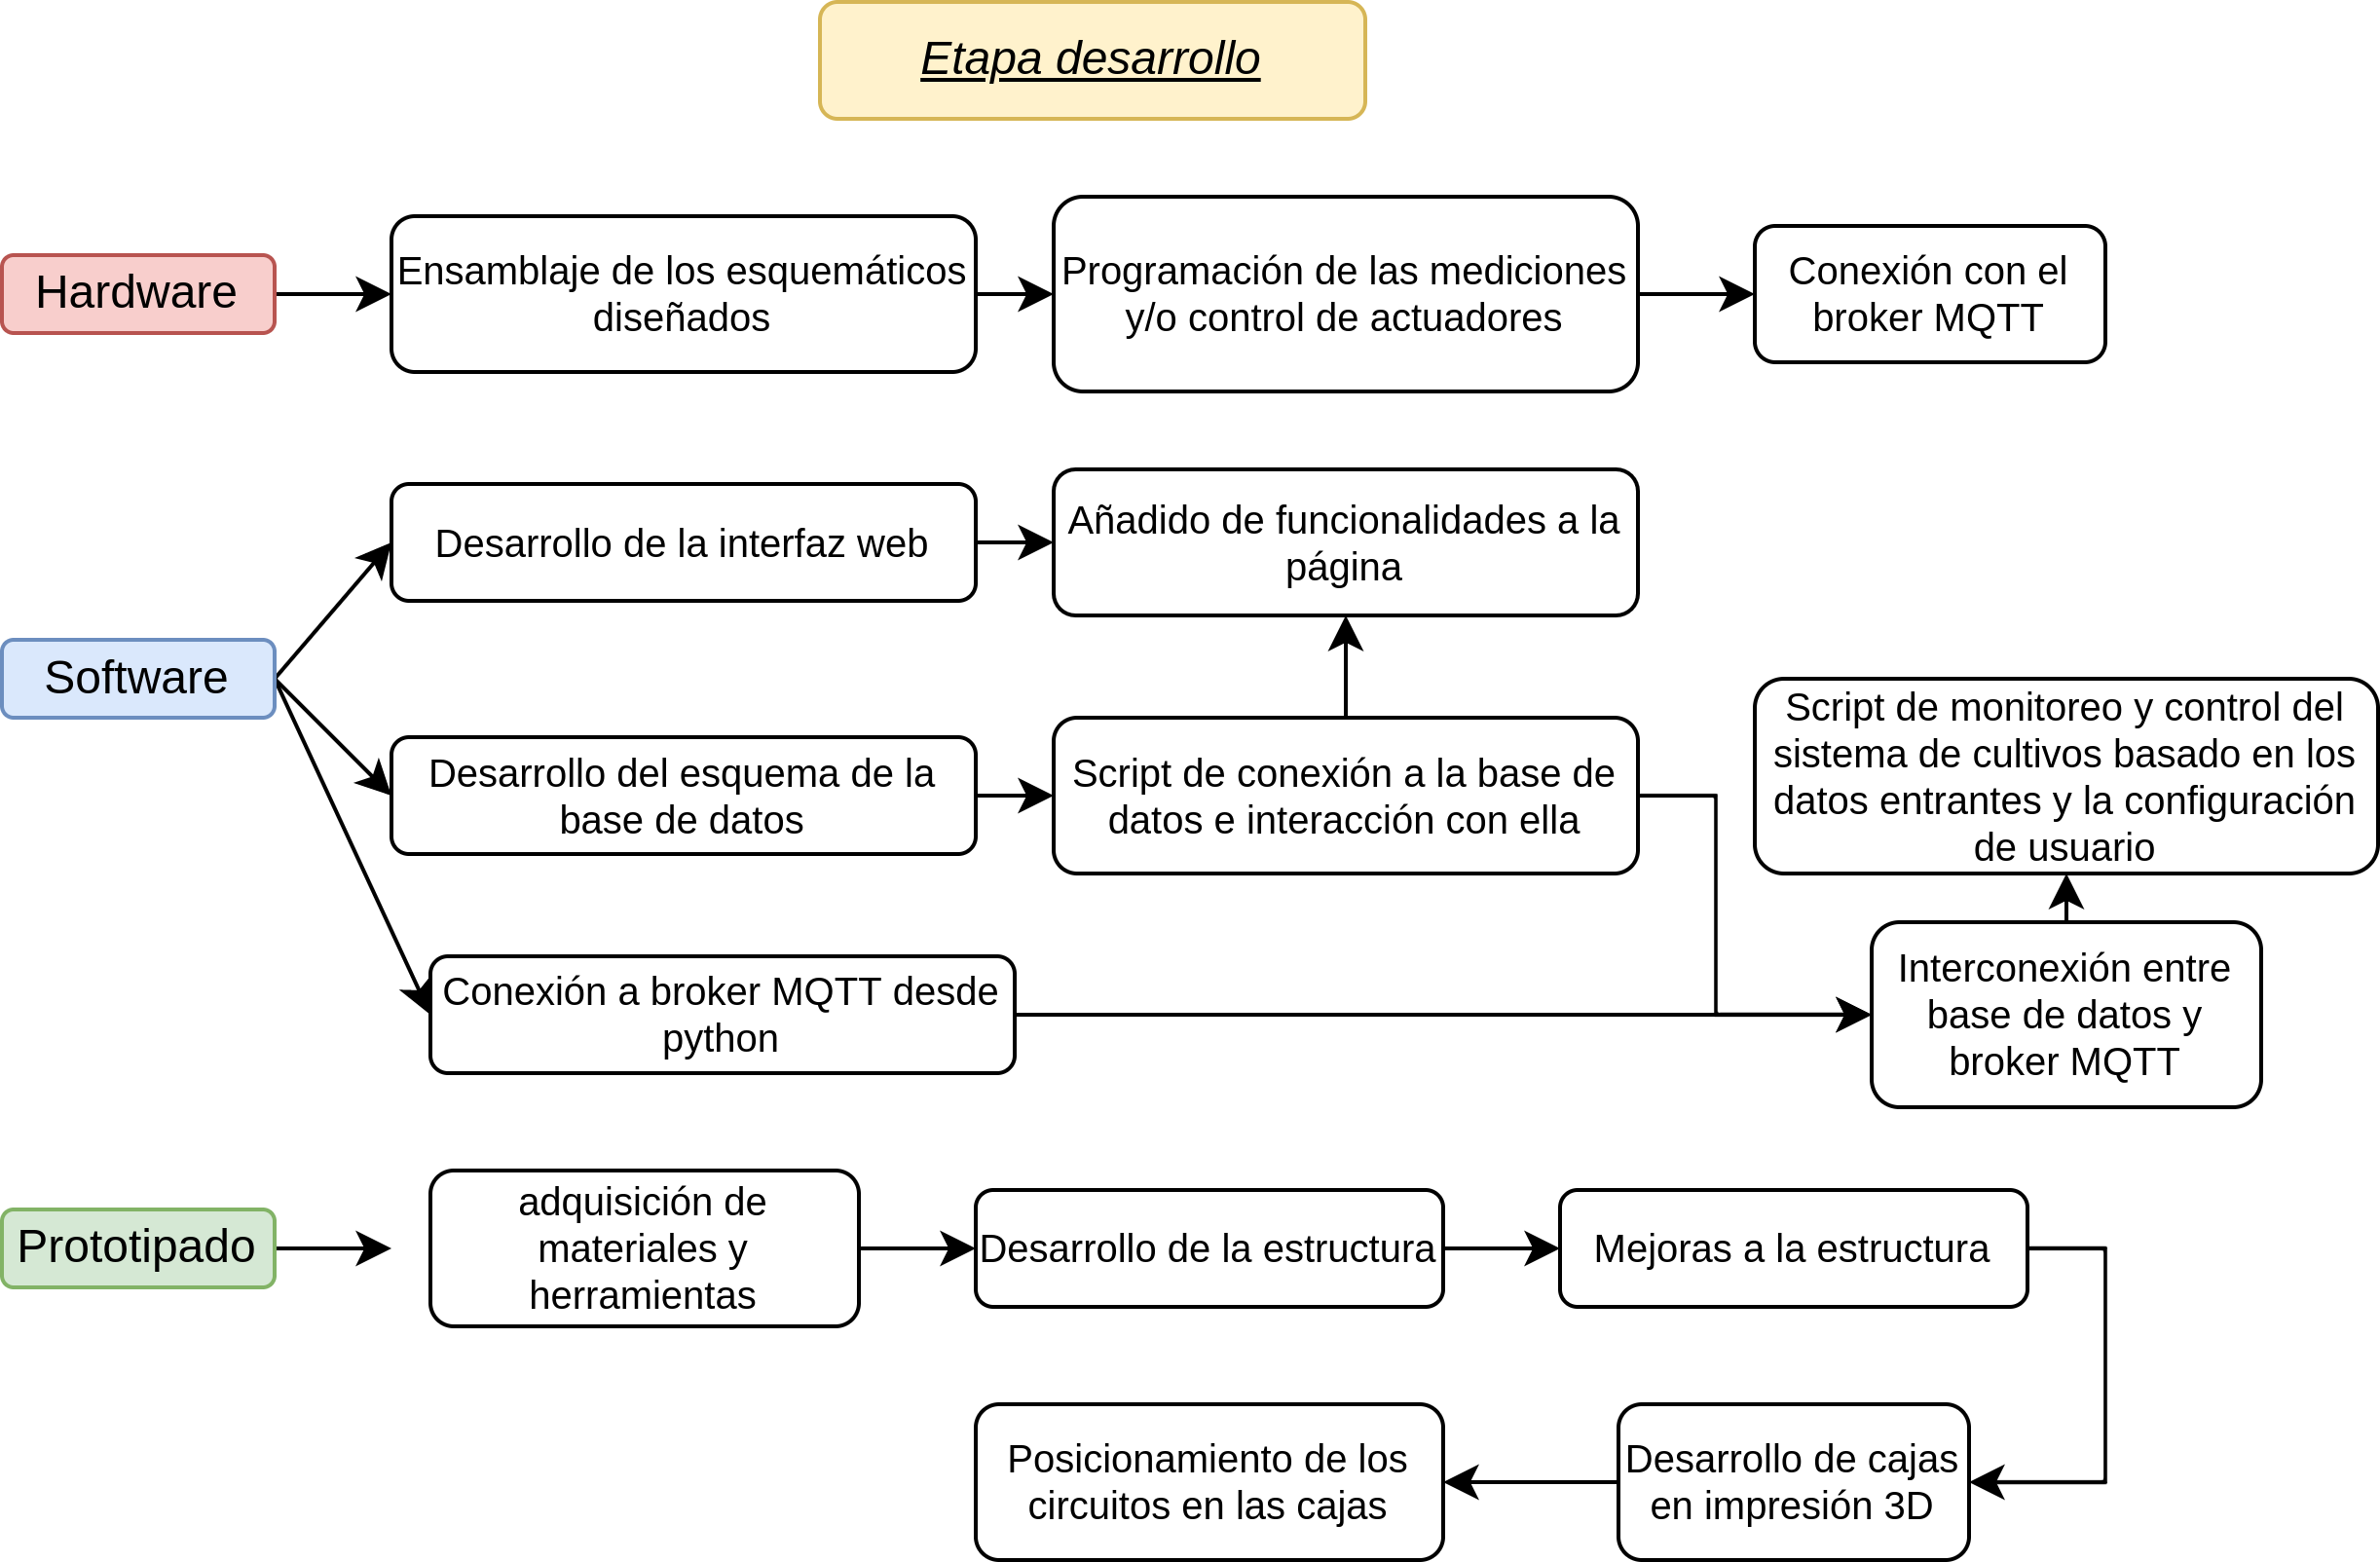 Etapa desarrollo
Hardware
Ensamblaje de los esquemáticos
diseñados
Programación de las mediciones
y/o control de actuadores
Conexión con el
broker MQTT
Software
Desarrollo de la interfaz web
Añadido de funcionalidades a la
página
Desarrollo del esquema de la
base de datos
Script de conexión a la base de
datos e interacción con ella
Script de monitoreo y control del
sistema de cultivos basado en los
datos entrantes y la configuración
de usuario
Conexión a broker MQTT desde
python
Interconexión entre
base de datos y
broker MQTT
Prototipado
adquisición de
materiales y
herramientas
Desarrollo de la estructura
Mejoras a la estructura
Posicionamiento de los
circuitos en las cajas
Desarrollo de cajas
en impresión 3D